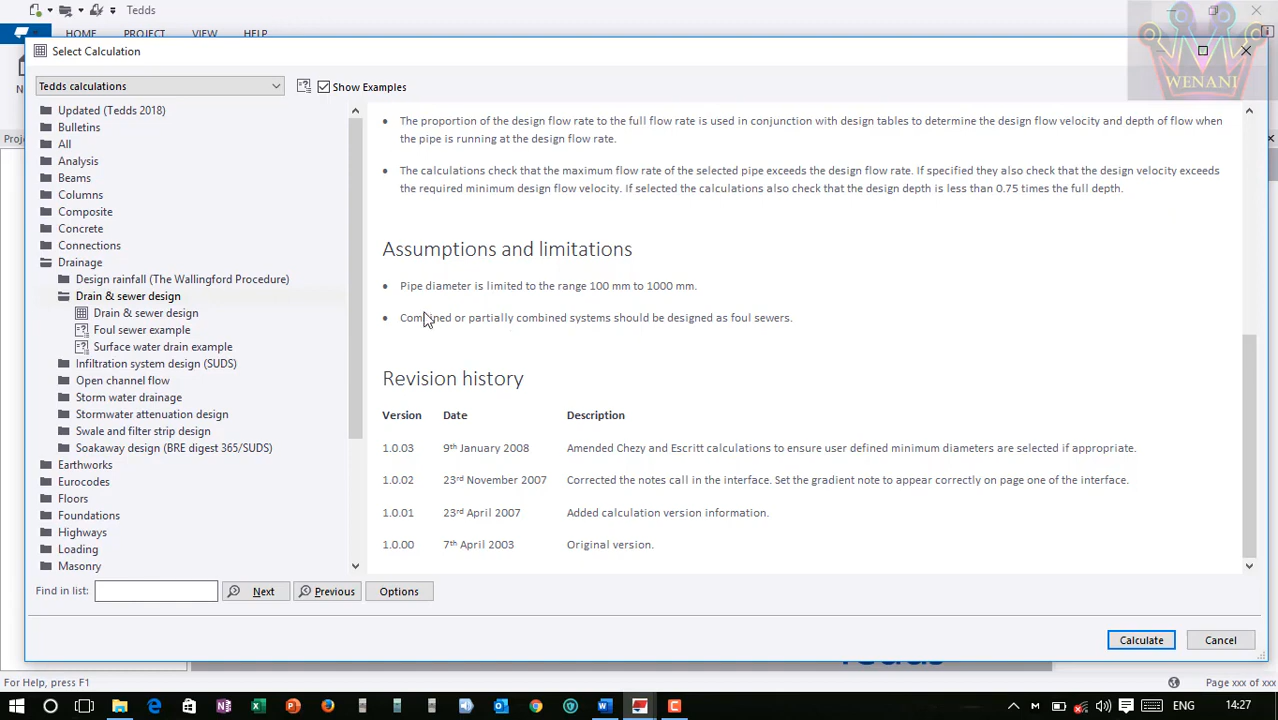 Tedds
HOME PROJECT VIEW HELP
Select Calculation
WENANI
Tedds calculations
Show Examples
Updated (Tedds 2018)
Bulletins
All
Analysis
Beams
Columns
Composite
Concrete
Connections
Drainage
Design rainfall (The Wallingford Procedure)
Drain & sewer design
Drain & sewer design
Foul sewer example
Surface water drain example
Infiltration system design (SUDS)
Open channel flow
Storm water drainage
Stormwater attenuation design
Swale and filter strip design
Soakaway design (BRE digest 365/SUDS)
Earthworks
Eurocodes
Floors
Foundations
Highways
Loading
Masonry
The proportion of the design flow rate to the full flow rate is used in conjunction with design tables to determine the design flow velocity and depth of flow when
the pipe is running at the design flow rate.
The calculations check that the maximum flow rate of the selected pipe exceeds the design flow rate. If specified they also check that the design velocity exceeds
the required minimum design flow velocity. If selected the calculations also check that the design depth is less than 0.75 times the full depth.
Assumptions and limitations
Pipe diameter is limited to the range 100 mm to 1000 mm.
Combined or partially combined systems should be designed as foul sewers.
Revision history
Version Date Description
1.0.03 9th January 2008 Amended Chezy and Escritt calculations to ensure user defined minimum diameters are selected if appropriate.
1.0.02 23rd November 2007 Corrected the notes call in the interface. Set the gradient note to appear correctly on page one of the interface.
1.0.01 23rd April 2007 Added calculation version information.
1.0.00 7th April 2003 Original version.
Find in list: Next Previous Options
Calculate Cancel
For Help, press F1
Page xxx of xxx
ENG 14:27